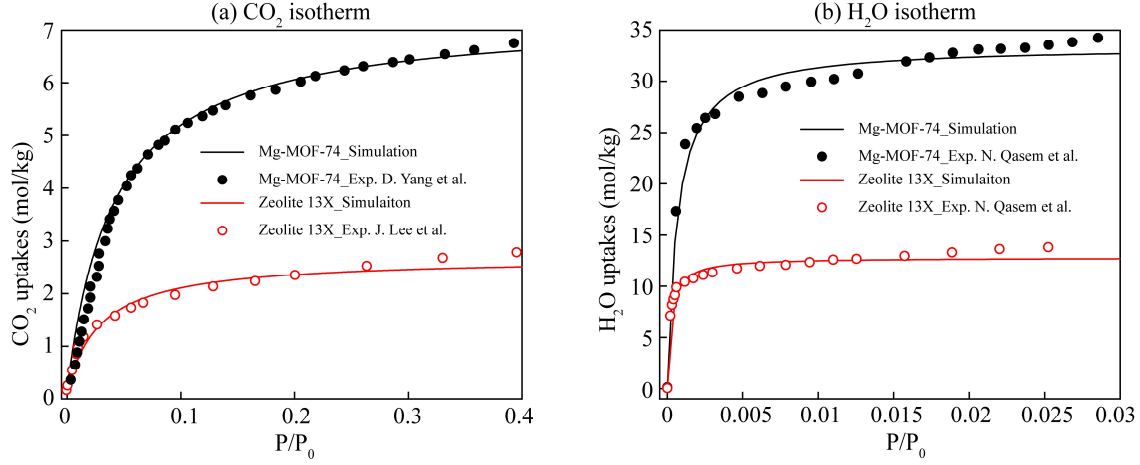 (a) CO₂ isotherm
7
6
5
4
3
2
1
0
CO₂ uptakes (mol/kg)
Mg-MOF-74_Simulation
Mg-MOF-74_Exp. D. Yang et al.
Zeolite 13X_Simulaiton
Zeolite 13X_Exp. J. Lee et al.
0
0.1
0.2
0.3
0.4
P/P₀
(b) H₂O isotherm
35
30
25
20
15
10
5
0
H₂O uptakes (mol/kg)
Mg-MOF-74_Simulation
Mg-MOF-74_Exp. N. Qasem et al.
Zeolite 13X_Simulaiton
Zeolite 13X_Exp. N. Qasem et al.
0
0.005
0.01
0.015
0.02
0.025
0.03
P/P₀